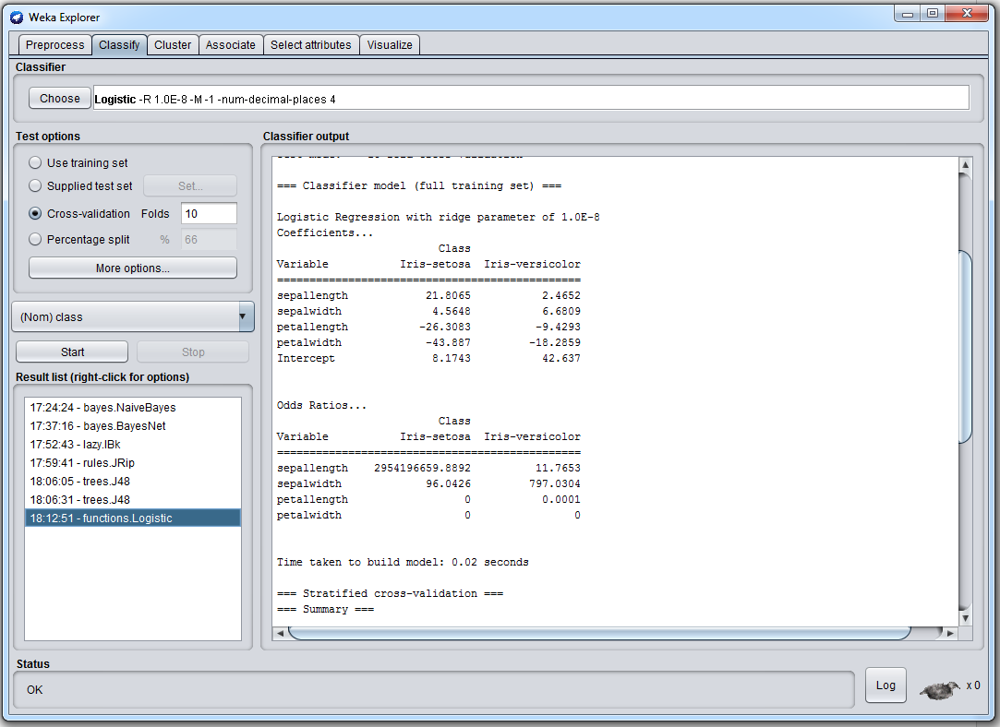 Weka Explorer
Preprocess Classify Cluster Associate Select attributes Visualize
Classifier
Choose Logistic -R 1.0E-8 -M -1 -num-decimal-places 4
Test options
Use training set
Supplied test set Set...
Cross-validation Folds 10
Percentage split % 66
More options...
(Nom) class
Start Stop
Result list (right-click for options)
17:24:24 - bayes.NaiveBayes
17:37:16 - bayes.BayesNet
17:52:43 - lazy.IBk
17:59:41 - rules.JRip
18:06:05 - trees.J48
18:06:31 - trees.J48
18:12:51 - functions.Logistic
Classifier output
=== Classifier model (full training set) ===
Logistic Regression with ridge parameter of 1.0E-8
Coefficients...
Class
Variable Iris-setosa Iris-versicolor
===============================================
sepallength 21.8065 2.4652
sepalwidth 4.5648 6.6809
petallength -26.3083 -9.4293
petalwidth -43.887 -18.2859
Intercept 8.1743 42.637
Odds Ratios...
Class
Variable Iris-setosa Iris-versicolor
===============================================
sepallength 2954196659.8892 11.7653
sepalwidth 96.0426 797.0304
petallength 0 0.0001
petalwidth 0 0
Time taken to build model: 0.02 seconds
=== Stratified cross-validation ===
=== Summary ===
Status
OK
Log x 0